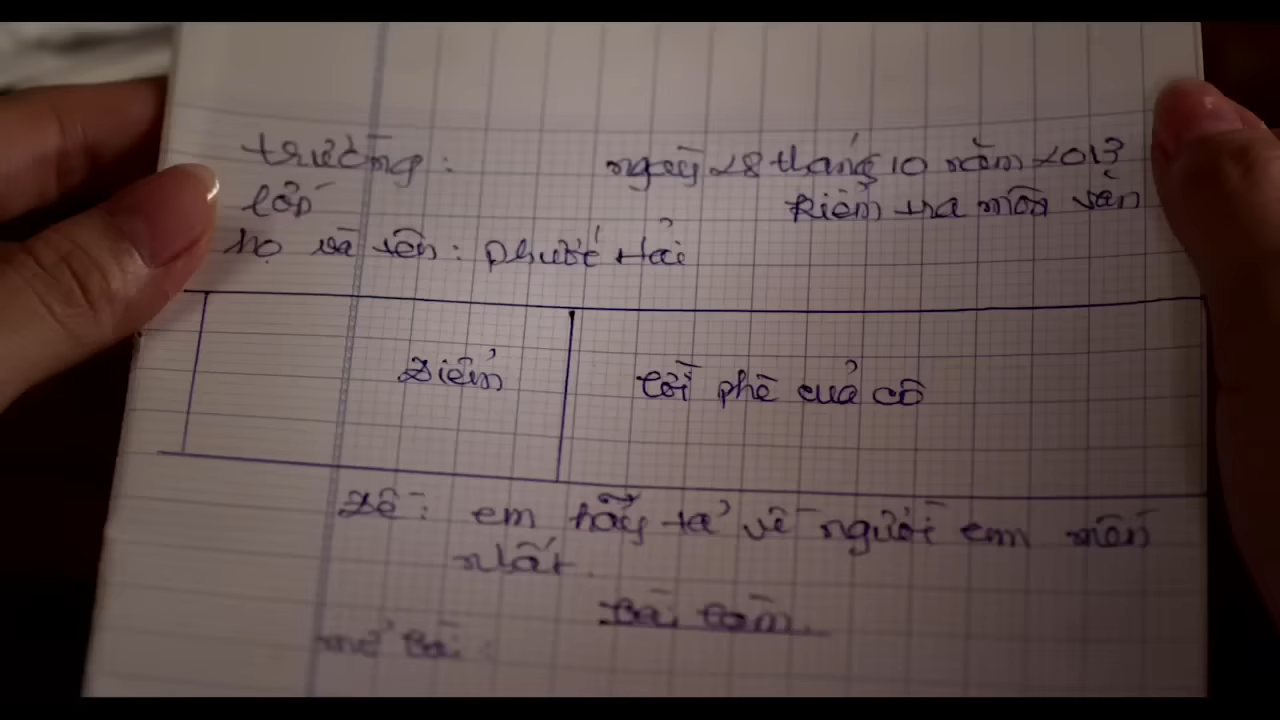 trường: ngày 28 tháng 10 năm 2013
lớp kiểm tra môn văn
họ và tên: phước Hải
Điểm lời phê của cô
Đề: em hãy tả về người em mến
nhất.
Bài làm
mở bài: